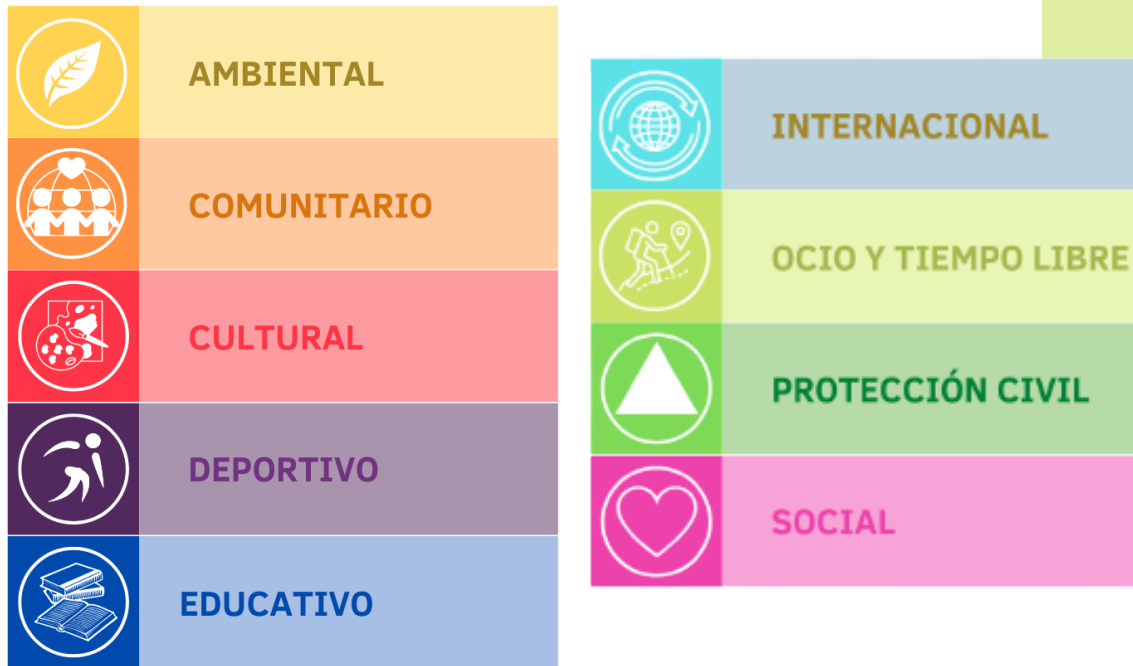 AMBIENTAL
COMUNITARIO
CULTURAL
DEPORTIVO
EDUCATIVO
INTERNACIONAL
OCIO Y TIEMPO LIBRE
PROTECCIÓN CIVIL
SOCIAL